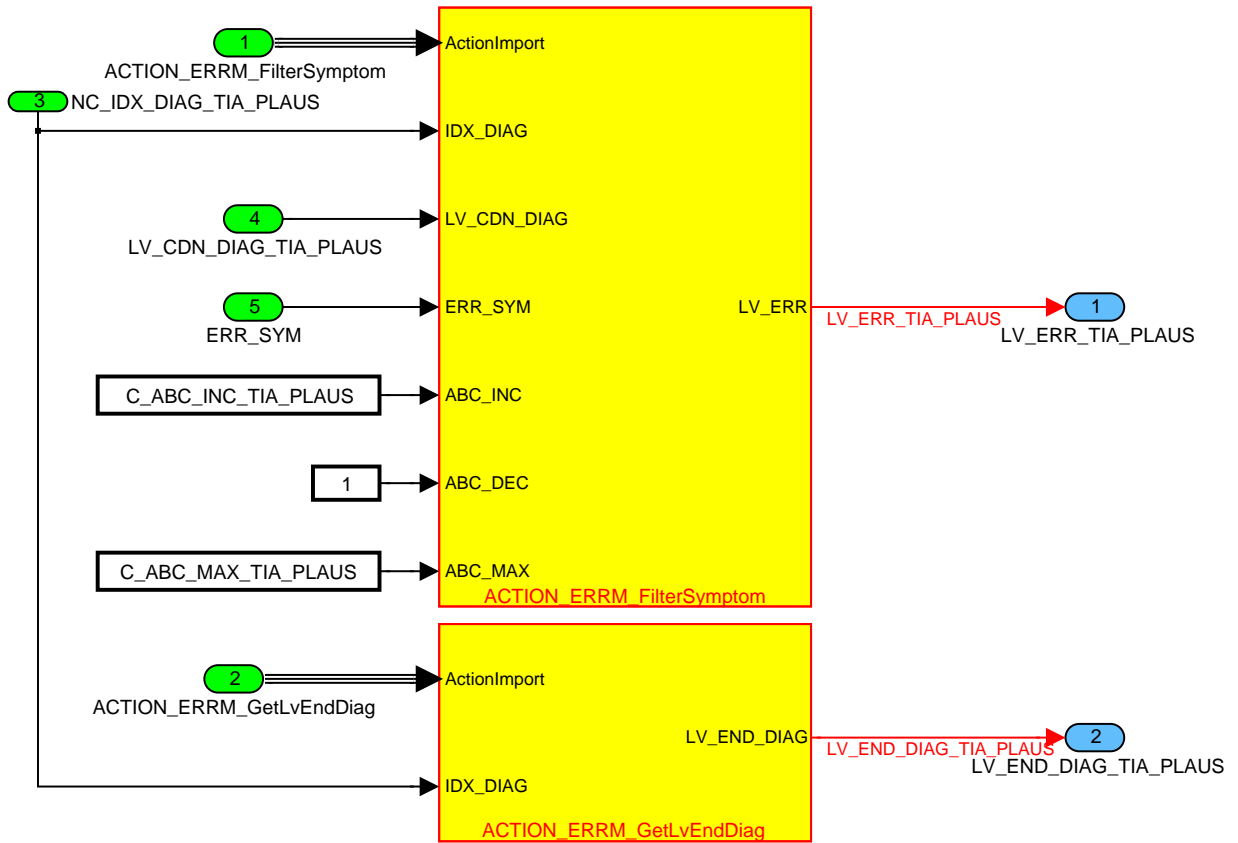 1
ActionImport
ACTION_ERRM_FilterSymptom
3
NC_IDX_DIAG_TIA_PLAUS
IDX_DIAG
4
LV_CDN_DIAG
LV_CDN_DIAG_TIA_PLAUS
5
ERR_SYM
LV_ERR
1
LV_ERR_TIA_PLAUS
ERR_SYM
LV_ERR_TIA_PLAUS
C_ABC_INC_TIA_PLAUS
ABC_INC
1
ABC_DEC
C_ABC_MAX_TIA_PLAUS
ABC_MAX
ACTION_ERRM_FilterSymptom
2
ActionImport
ACTION_ERRM_GetLvEndDiag
LV_END_DIAG
2
LV_END_DIAG_TIA_PLAUS
LV_END_DIAG_TIA_PLAUS
IDX_DIAG
ACTION_ERRM_GetLvEndDiag